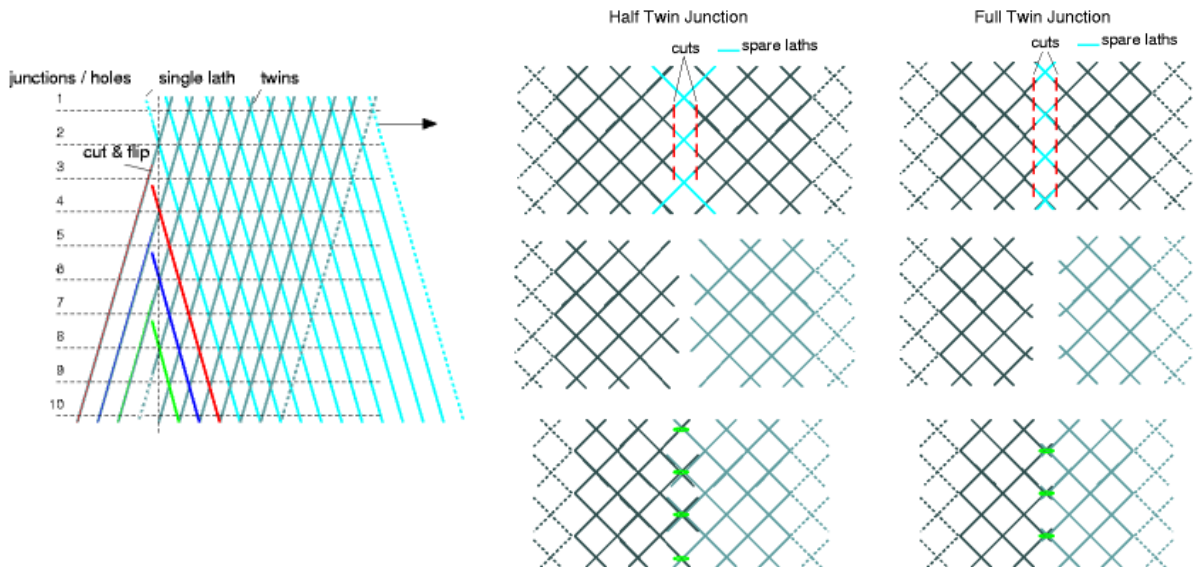 Half Twin Junction
Full Twin Junction
cuts spare laths
cuts spare laths
junctions / holes single lath twins
1
2
cut & flip
3
4
5
6
7
8
9
10